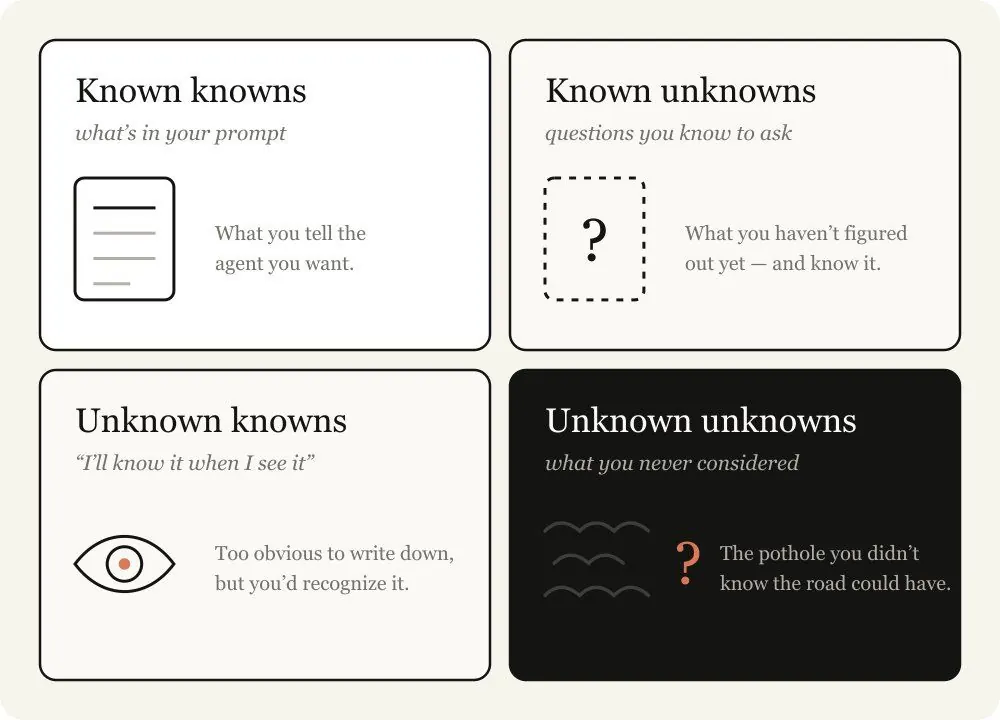 Known knowns
what’s in your prompt
What you tell the
agent you want.
Known unknowns
questions you know to ask
?
What you haven’t figured
out yet — and know it.
Unknown knowns
“I’ll know it when I see it”
Too obvious to write down,
but you’d recognize it.
Unknown unknowns
what you never considered
?
The pothole you didn’t
know the road could have.